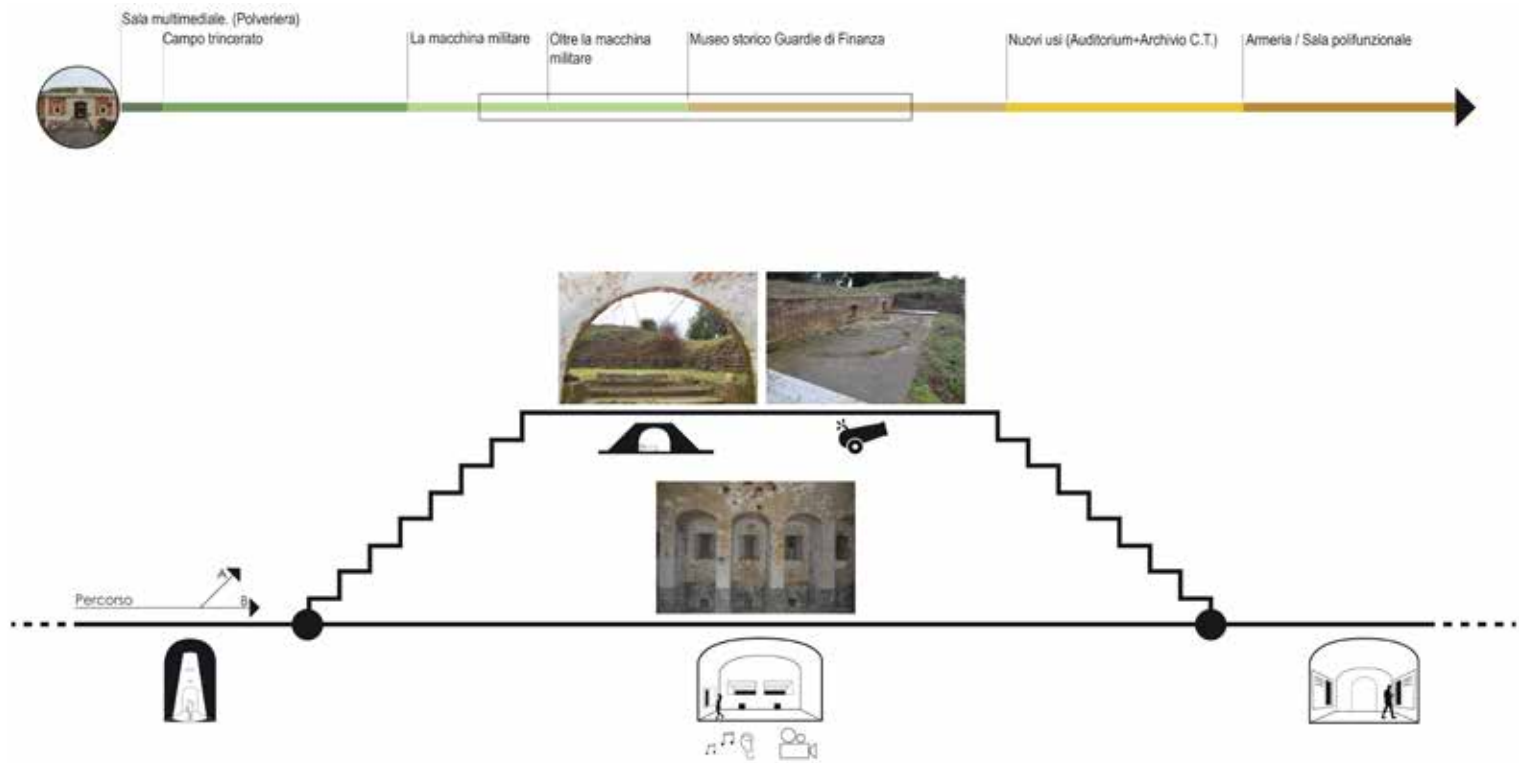 Sala multimediale. (Polveriera)
Campo trincerato
La macchina militare
Oltre la macchina
militare
Museo storico Guardie di Finanza
Nuovi usi (Auditorium+Archivio C.T.)
Armeria / Sala polifunzionale
A
Percorso
B